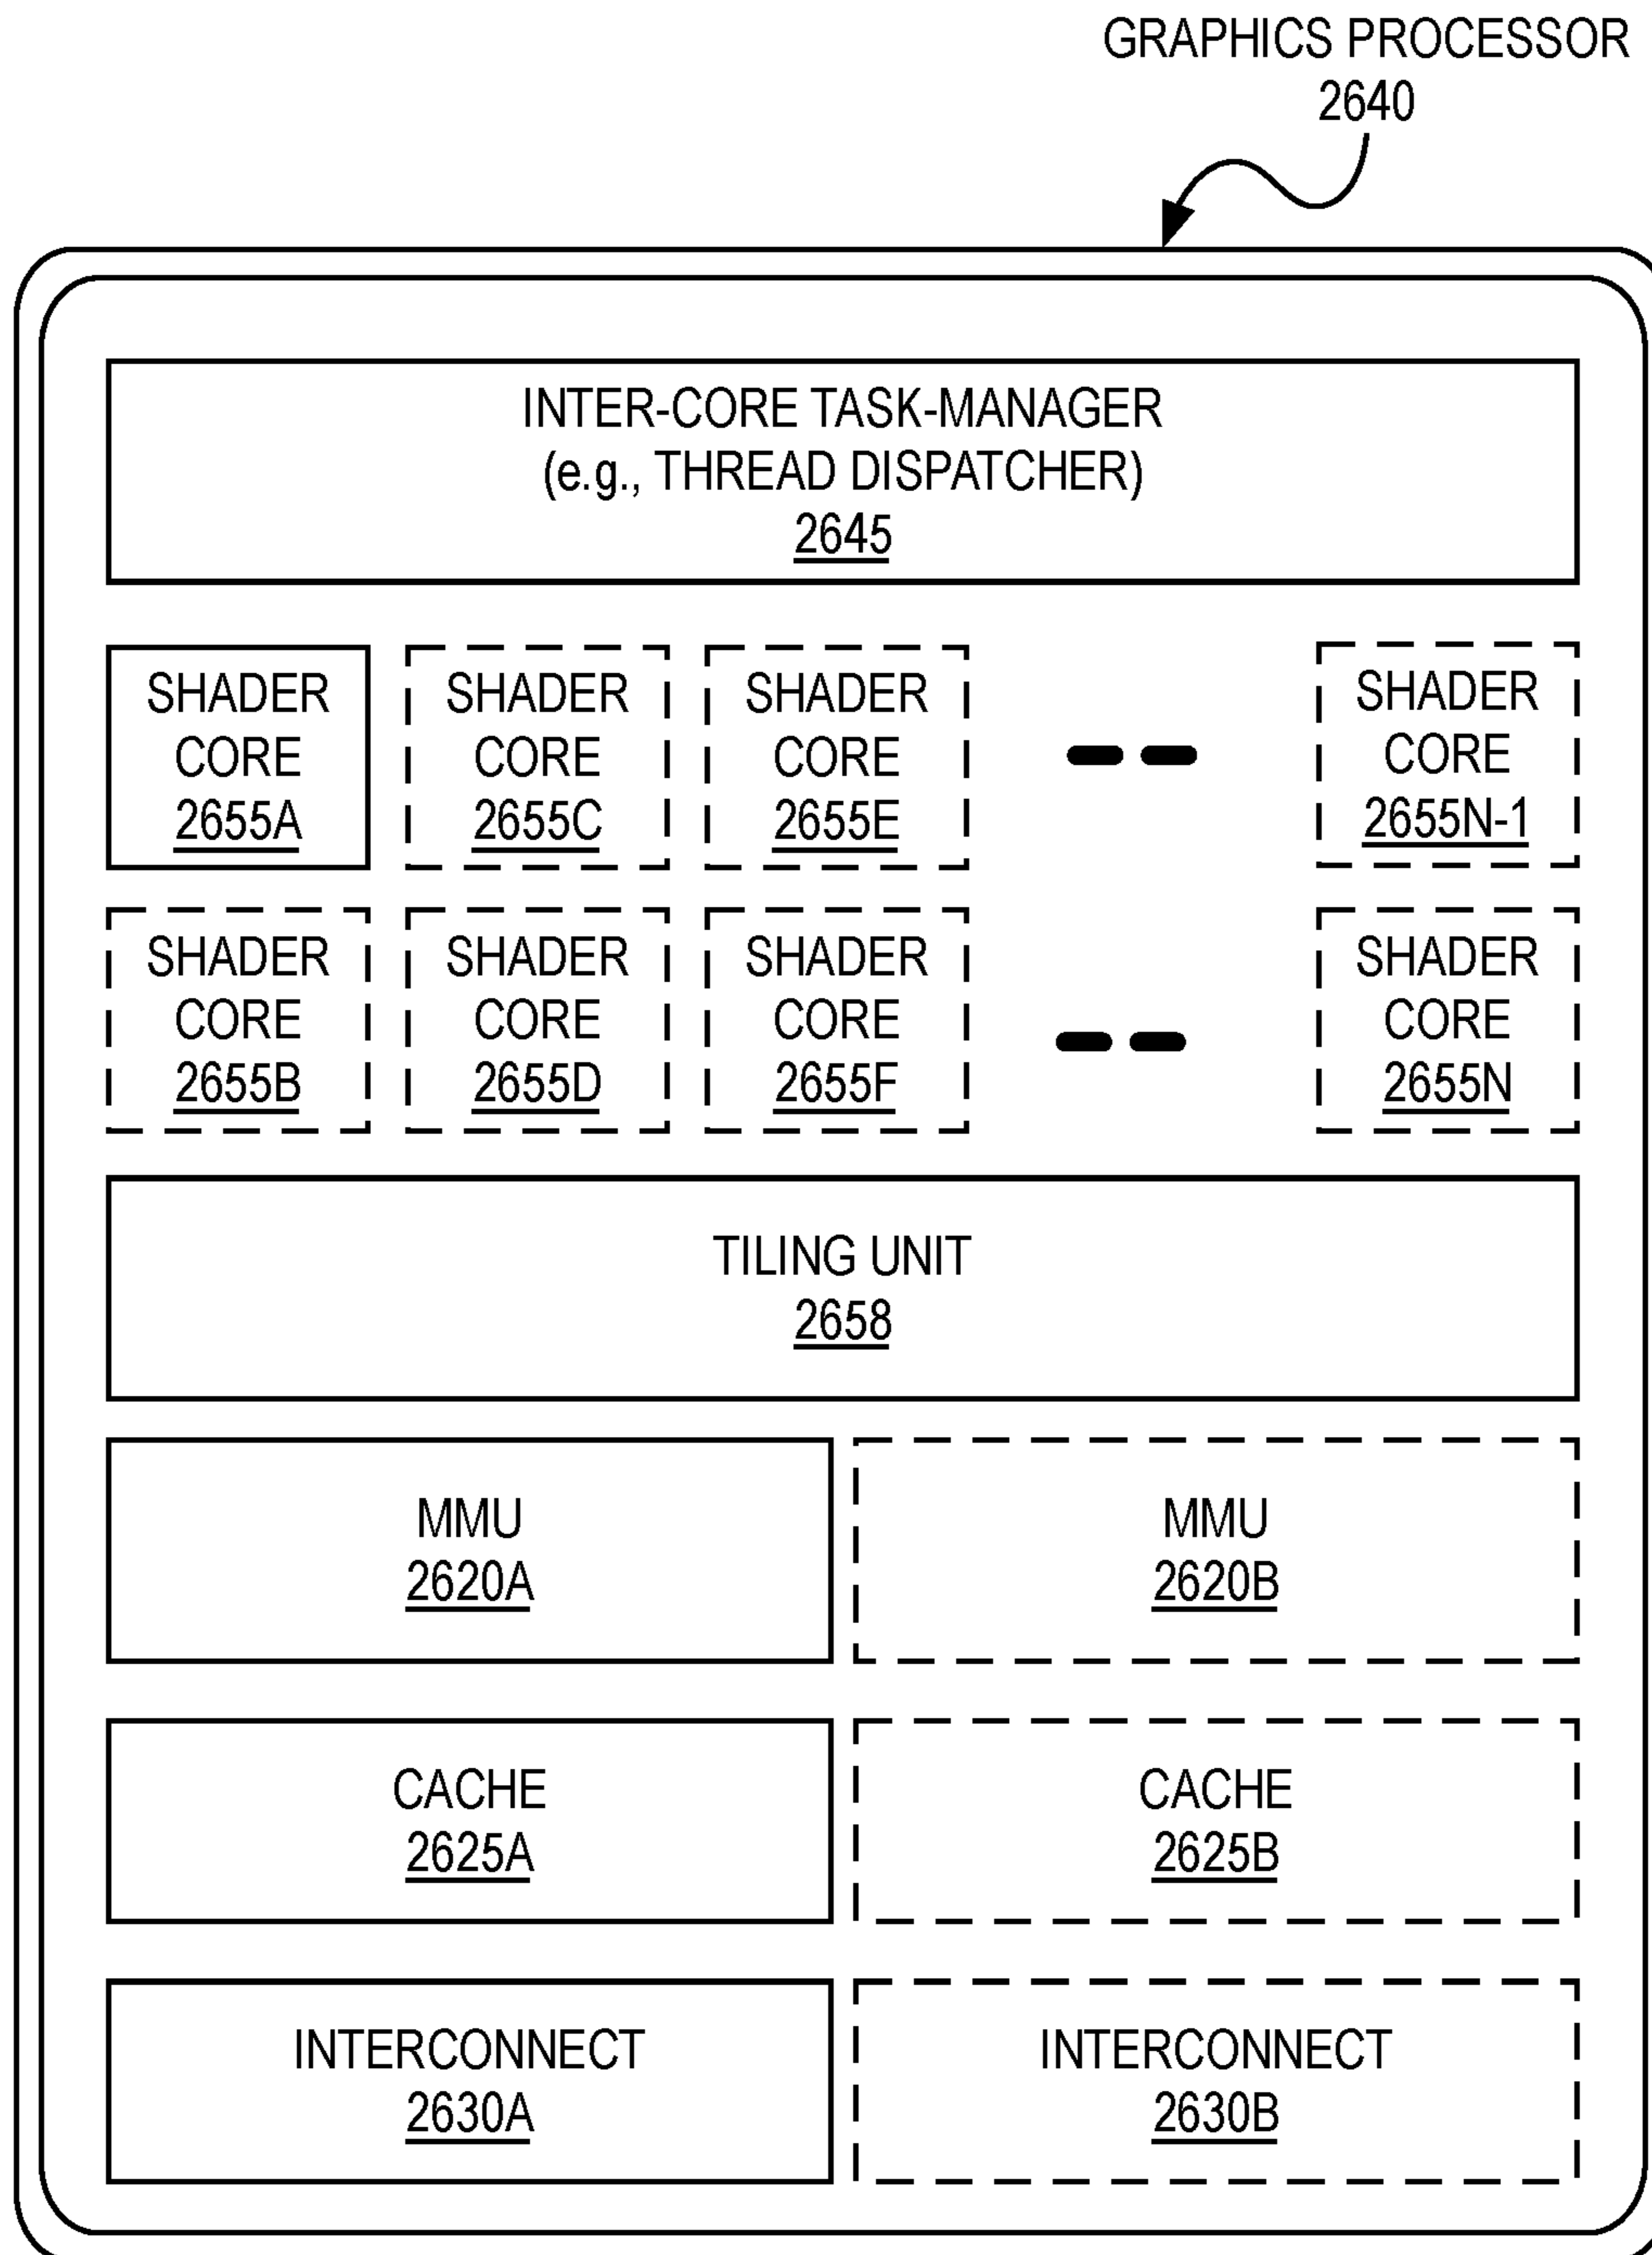 GRAPHICS PROCESSOR
2640
INTER-CORE TASK-MANAGER
(e.g., THREAD DISPATCHER)
2645
SHADER
CORE
2655A
SHADER
CORE
2655C
SHADER
CORE
2655E
SHADER
CORE
2655N-1
SHADER
CORE
2655B
SHADER
CORE
2655D
SHADER
CORE
2655F
SHADER
CORE
2655N
TILING UNIT
2658
MMU
2620A
MMU
2620B
CACHE
2625A
CACHE
2625B
INTERCONNECT
2630A
INTERCONNECT
2630B